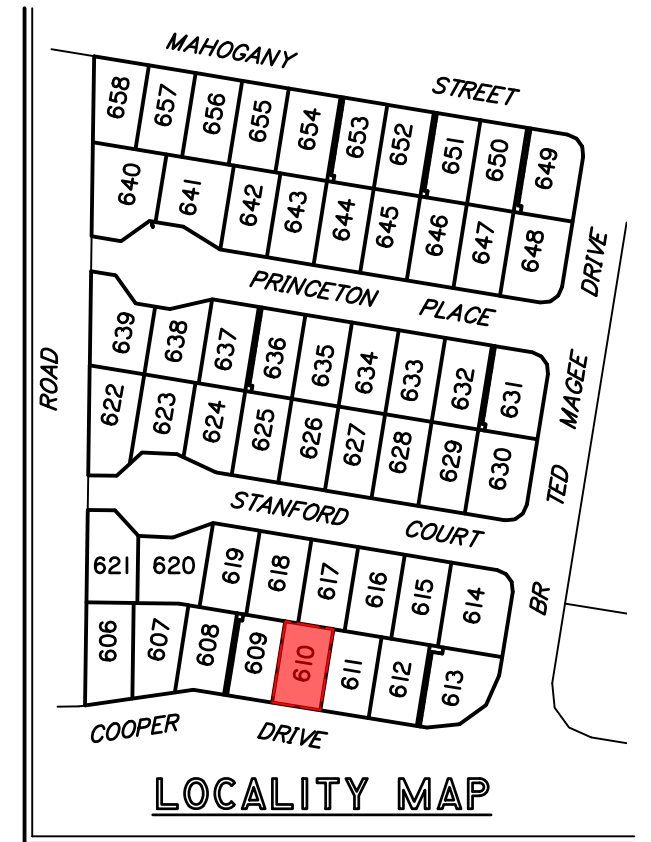 MAHOGANY STREET
658 657 656 655 654 653 652 651 650 649
640 641 642 643 644 645 646 647 648
PRINCETON PLACE
DRIVE
639 638 637 636 635 634 633 632 631
ROAD
MAGEE
622 623 624 625 626 627 628 629 630
TED
STANFORD COURT
621 620 619 618 617 616 615 614
BR
606 607 608 609 610 611 612 613
COOPER DRIVE
LOCALITY MAP